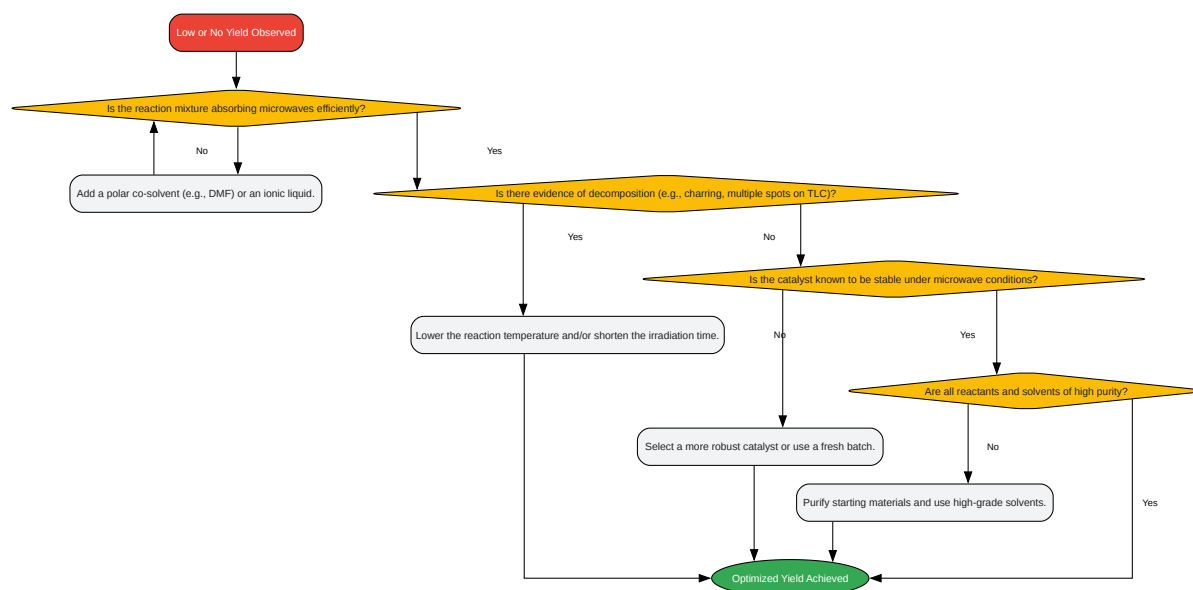 Low or No Yield Observed
Is the reaction mixture absorbing microwaves efficiently?
No
Yes
Add a polar co-solvent (e.g., DMF) or an ionic liquid.
Is there evidence of decomposition (e.g., charring, multiple spots on TLC)?
Yes
No
Is the catalyst known to be stable under microwave conditions?
Lower the reaction temperature and/or shorten the irradiation time.
No
Yes
Are all reactants and solvents of high purity?
Select a more robust catalyst or use a fresh batch.
No
Purify starting materials and use high-grade solvents.
Yes
Optimized Yield Achieved